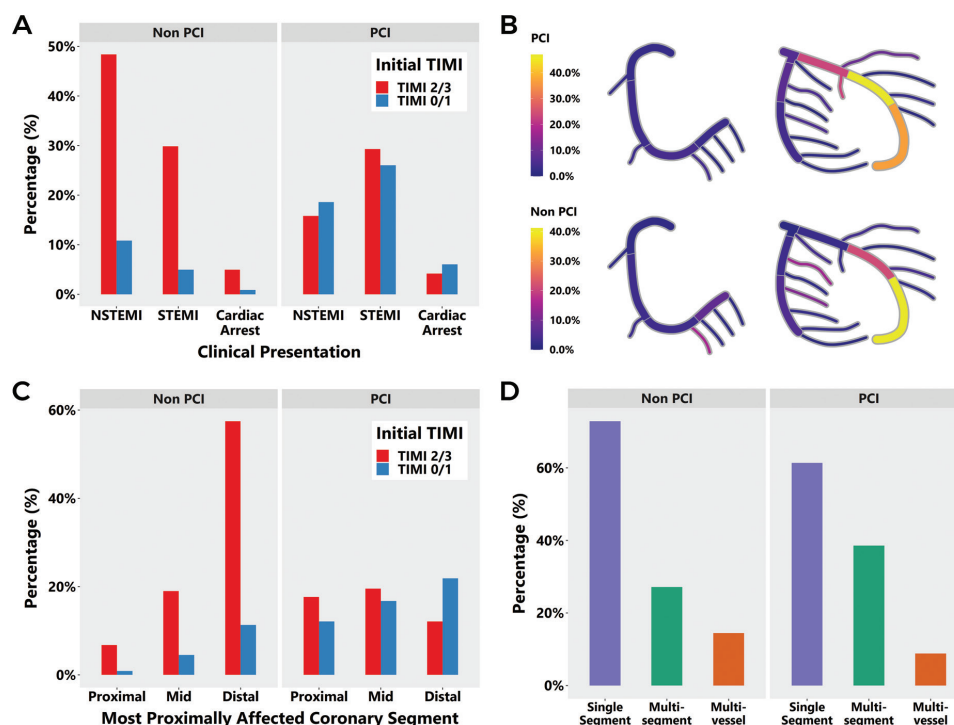 A
Non PCI
PCI
50%
40%
30%
20%
10%
0%
Percentage (%)
Initial TIMI
TIMI 2/3
TIMI 0/1
NSTEMI
STEMI
Cardiac
Arrest
NSTEMI
STEMI
Cardiac
Arrest
Clinical Presentation
B
PCI
40.0%
30.0%
20.0%
10.0%
0.0%
Non PCI
40.0%
30.0%
20.0%
10.0%
0.0%
C
Non PCI
PCI
60%
40%
20%
0%
Percentage (%)
Initial TIMI
TIMI 2/3
TIMI 0/1
Proximal
Mid
Distal
Proximal
Mid
Distal
Most Proximally Affected Coronary Segment
D
Non PCI
PCI
60%
40%
20%
0%
Percentage (%)
Single
Segment
Multi-
segment
Multi-
vessel
Single
Segment
Multi-
segment
Multi-
vessel